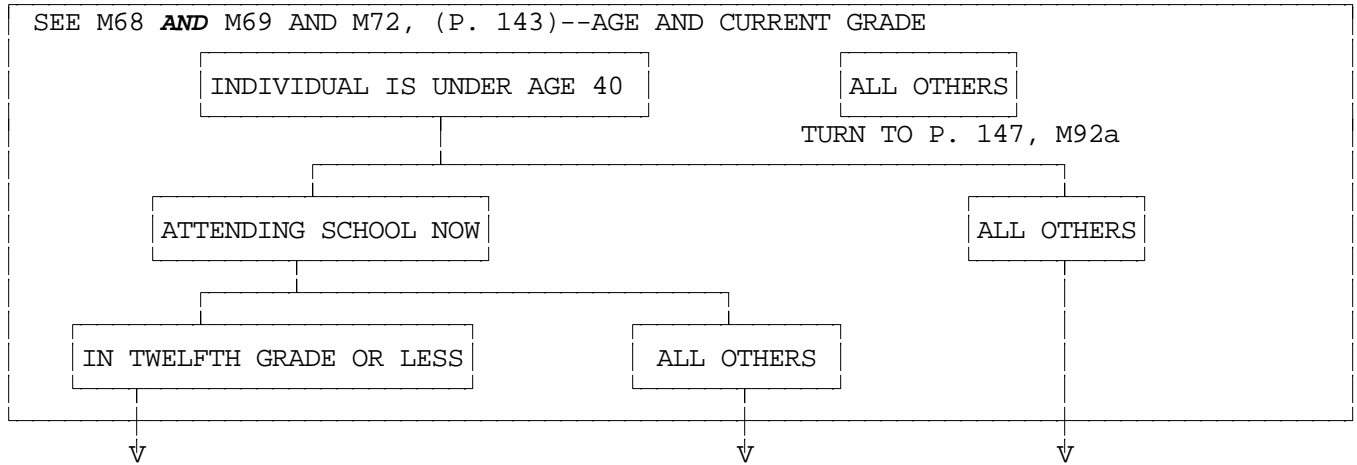 SEE M68 AND M69 AND M72, (P. 143)--AGE AND CURRENT GRADE
INDIVIDUAL IS UNDER AGE 40
ALL OTHERS
TURN TO P. 147, M92a
ATTENDING SCHOOL NOW
ALL OTHERS
IN TWELFTH GRADE OR LESS
ALL OTHERS
V V V